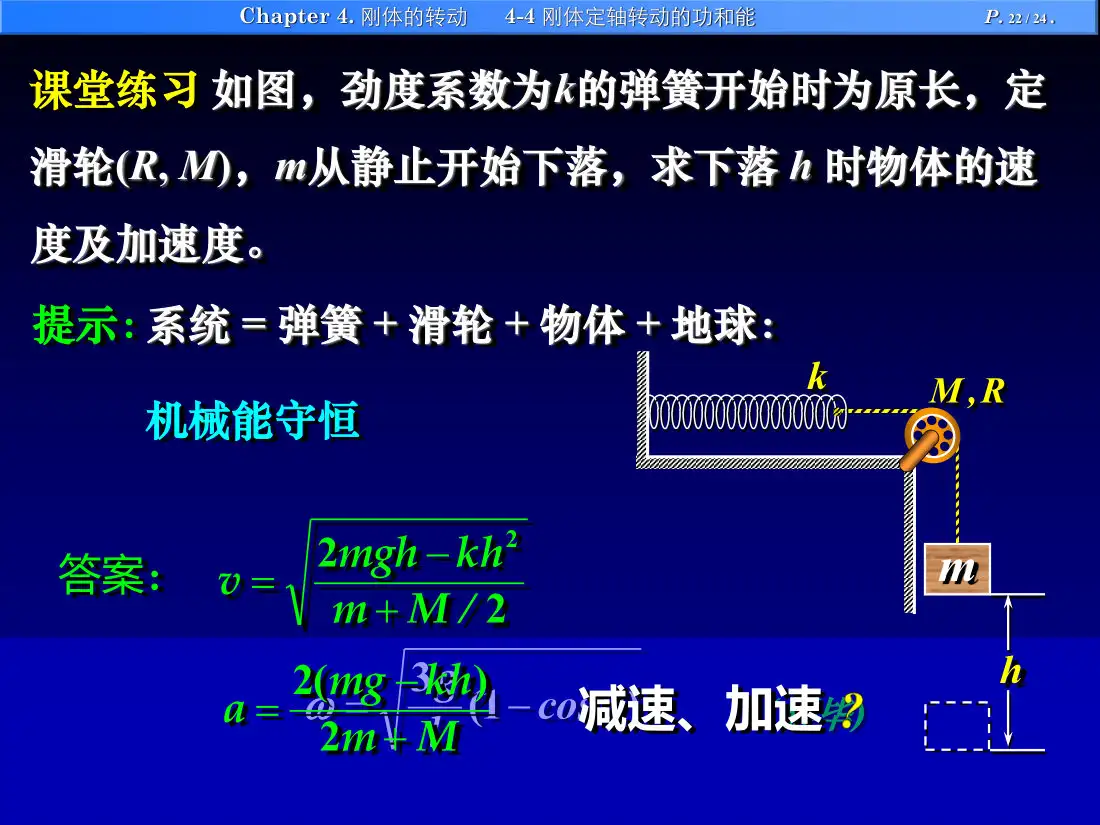 Chapter 4. 刚体的转动 4-4 刚体定轴转动的功和能 P. 22 / 24 .
课堂练习 如图，劲度系数为k的弹簧开始时为原长，定
滑轮(R, M)，m从静止开始下落，求下落 h 时物体的速
度及加速度。
提示: 系统 = 弹簧 + 滑轮 + 物体 + 地球:
机械能守恒
k
M ,R
m
h
答案: v = √((2mgh − kh²)/(m + M / 2))
a = 2(mg − kh)/(2m + M)
减速、加速 ?